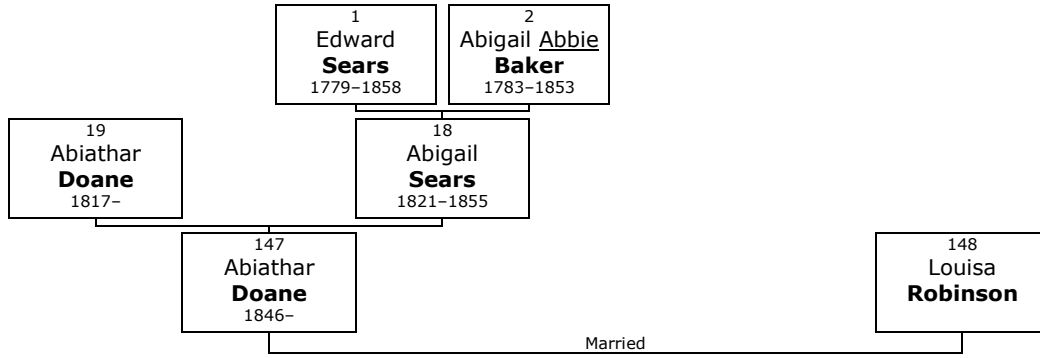 1
Edward
Sears
1779–1858
2
Abigail Abbie
Baker
1783–1853
19
Abiathar
Doane
1817–
18
Abigail
Sears
1821–1855
147
Abiathar
Doane
1846–
148
Louisa
Robinson
Married